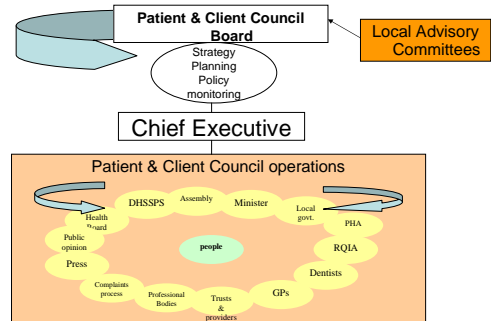 Patient & Client Council
Board
Local Advisory
Committees
Strategy
Planning
Policy
monitoring
Chief Executive
Patient & Client Council operations
DHSSPS
Assembly
Minister
Health
Board
Local
govt.
PHA
Public
opinion
people
RQIA
Press
Dentists
Complaints
process
Professional
Bodies
Trusts
&
providers
GPs